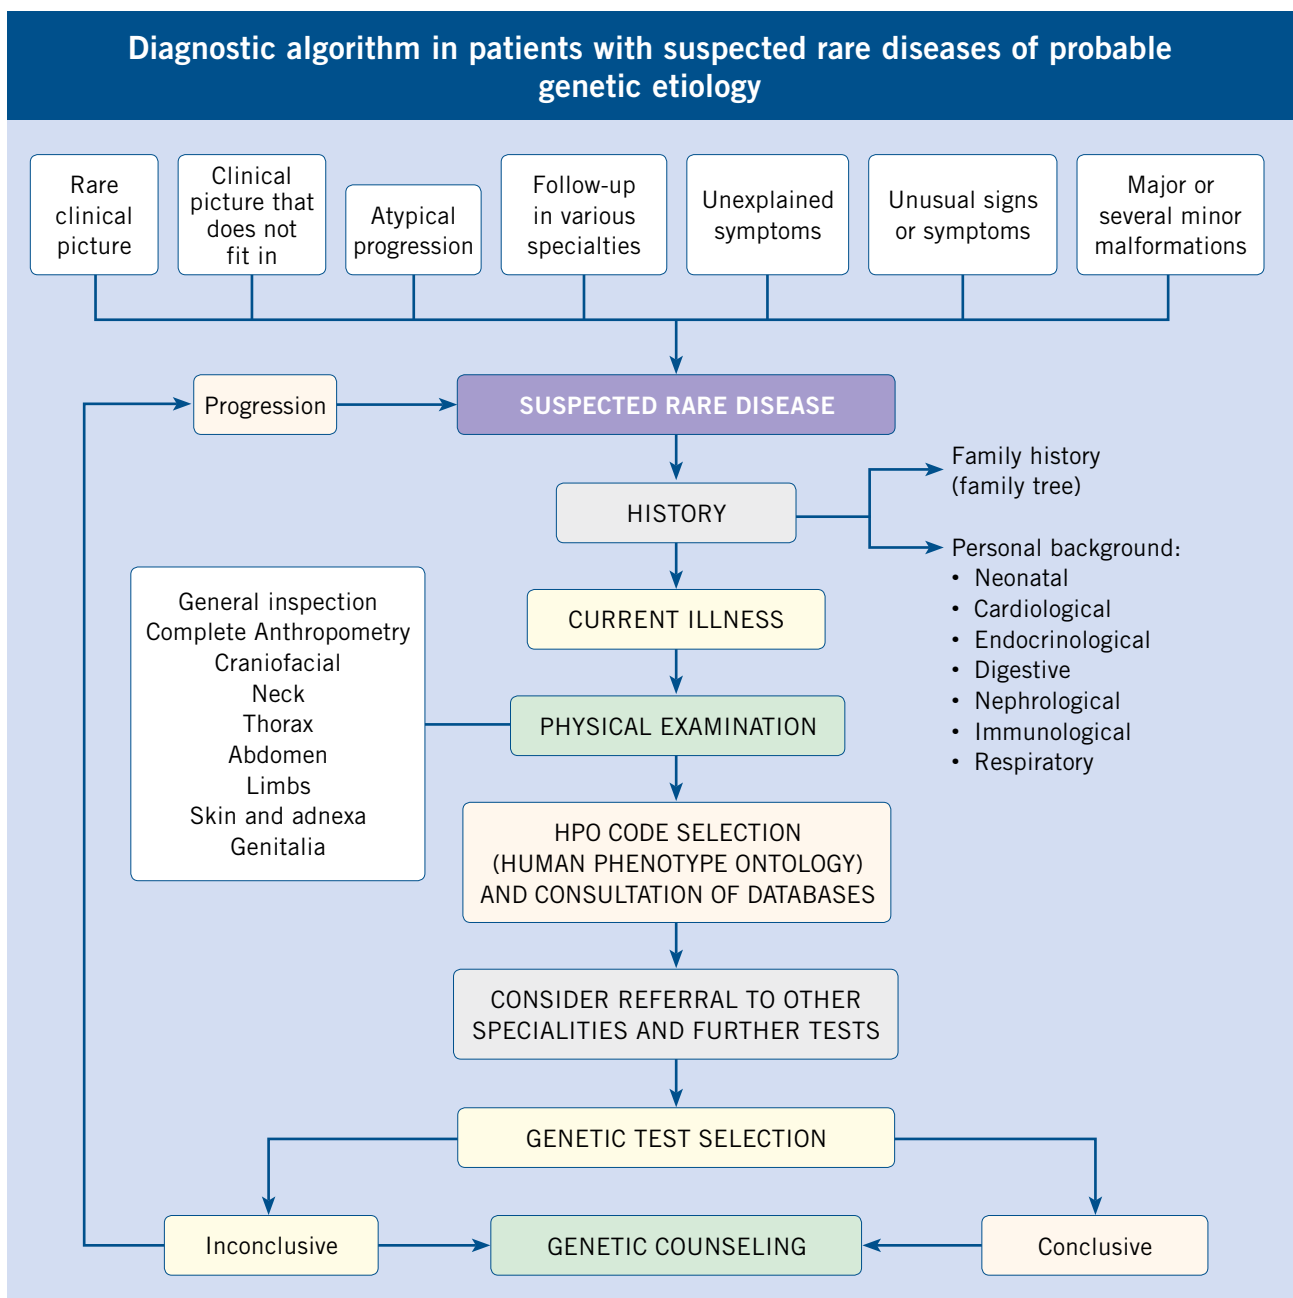 Diagnostic algorithm in patients with suspected rare diseases of probable
genetic etiology
Rare
clinical
picture
Clinical
picture that
does not
fit in
Atypical
progression
Follow-up
in various
specialties
Unexplained
symptoms
Unusual signs
or symptoms
Major or
several minor
malformations
Progression
SUSPECTED RARE DISEASE
HISTORY
Family history
(family tree)
Personal background:
• Neonatal
• Cardiological
• Endocrinological
• Digestive
• Nephrological
• Immunological
• Respiratory
CURRENT ILLNESS
General inspection
Complete Anthropometry
Craniofacial
Neck
Thorax
Abdomen
Limbs
Skin and adnexa
Genitalia
PHYSICAL EXAMINATION
HPO CODE SELECTION
(HUMAN PHENOTYPE ONTOLOGY)
AND CONSULTATION OF DATABASES
CONSIDER REFERRAL TO OTHER
SPECIALITIES AND FURTHER TESTS
GENETIC TEST SELECTION
Inconclusive
GENETIC COUNSELING
Conclusive